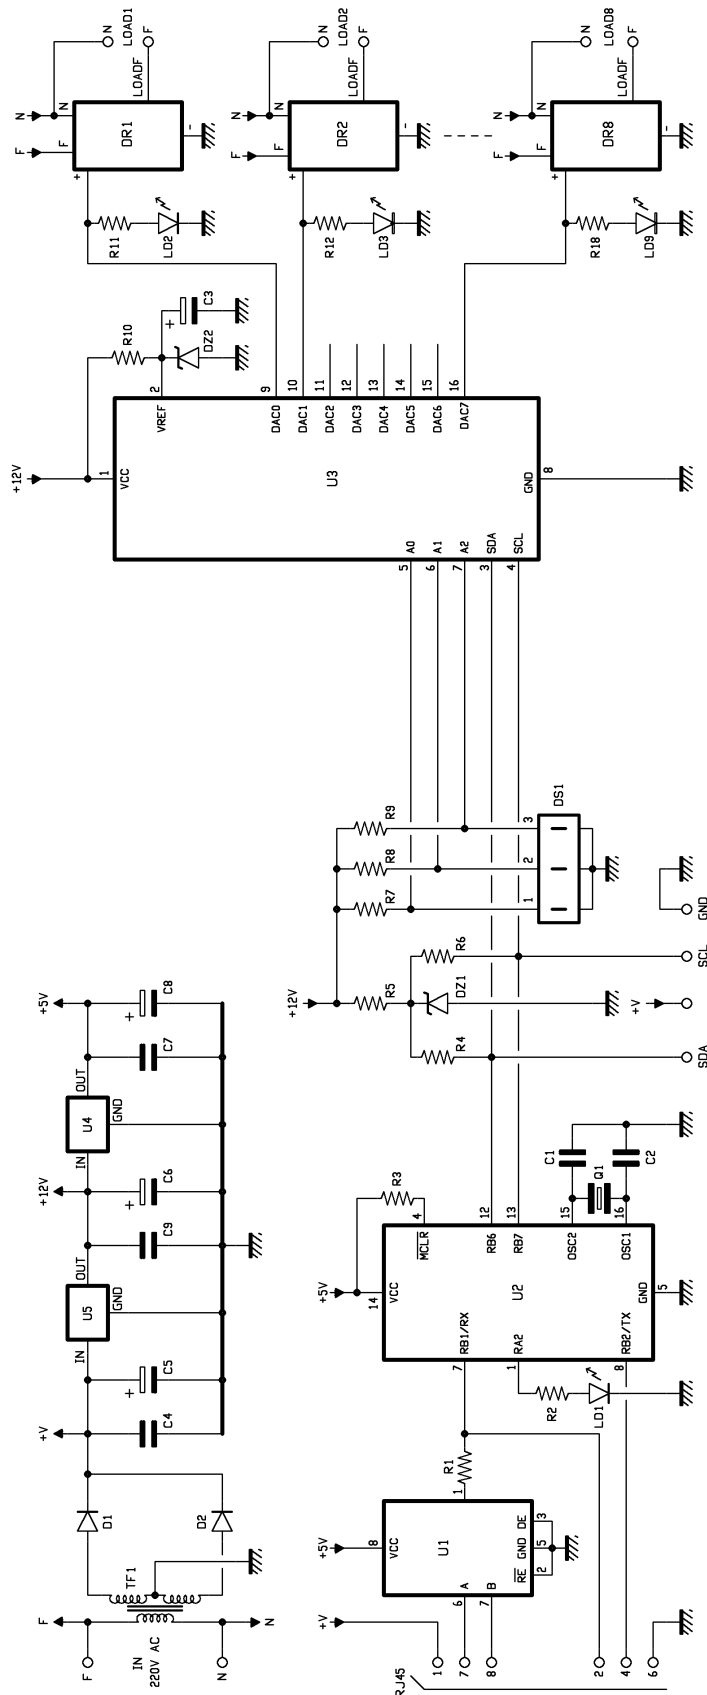 F
N
IN
220V AC
F
N
TF1
D1
D2
+V
C4
+
C5
IN
U5
OUT
GND
C9
+12V
+
C6
IN
U4
OUT
GND
C7
+5V
+
C8
RJ45
1
7
8
2
4
6
+V
+5V
8
VCC
6
A
7
B
U1
1
R1
RE
GND
DE
2
5
3
+5V
14
VCC
R3
4
MCLR
7
RB1/RX
U2
1
RA2
R2
LD1
8
RB2/TX
RB6
12
RB7
13
OSC2
15
OSC1
16
GND
5
C1
Q1
C2
+12V
R5
R4
R6
DZ1
R7
R8
R9
1
2
3
DS1
SDA
+V
SCL
GND
+12V
1
VCC
5
A0
6
A1
7
A2
3
SDA
4
SCL
U3
GND
8
VREF
2
R10
DZ2
+
C3
DAC0
9
DAC1
10
DAC2
11
DAC3
12
DAC4
13
DAC5
14
DAC6
15
DAC7
16
R11
LD2
F
N
+
F
N
DR1
-
LOADF
N
LOAD1
F
R12
LD3
F
N
+
F
N
DR2
-
LOADF
N
LOAD2
F
R18
LD9
F
N
+
F
N
DR8
-
LOADF
N
LOAD8
F